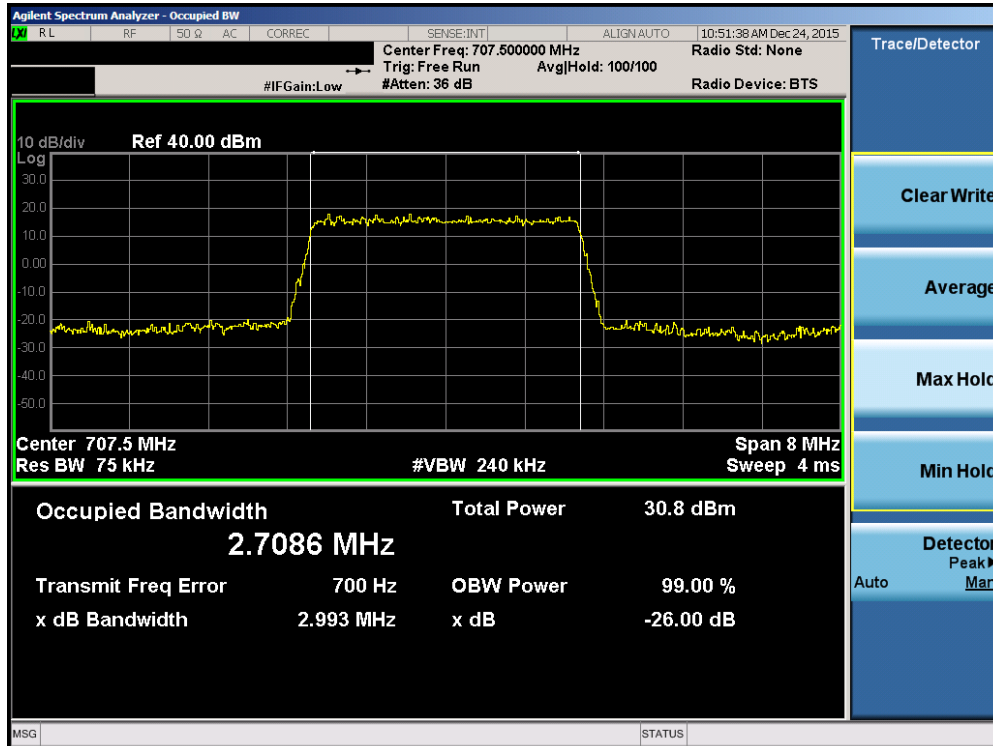 Agilent Spectrum Analyzer - Occupied BW
LXI RL RF 50 Ω AC CORREC SENSE:INT ALIGN AUTO 10:51:38 AM Dec 24, 2015
Center Freq: 707.500000 MHz Radio Std: None
Trig: Free Run Avg|Hold: 100/100
#IFGain:Low #Atten: 36 dB Radio Device: BTS
Trace/Detector
10 dB/div Ref 40.00 dBm
Log
30.0
20.0
10.0
0.00
-10.0
-20.0
-30.0
-40.0
-50.0
Center 707.5 MHz Span 8 MHz
Res BW 75 kHz #VBW 240 kHz Sweep 4 ms
Occupied Bandwidth Total Power 30.8 dBm
2.7086 MHz
Transmit Freq Error 700 Hz OBW Power 99.00 %
x dB Bandwidth 2.993 MHz x dB -26.00 dB
Clear Write
Average
Max Hold
Min Hold
Detector
Peak
Auto Man
MSG STATUS